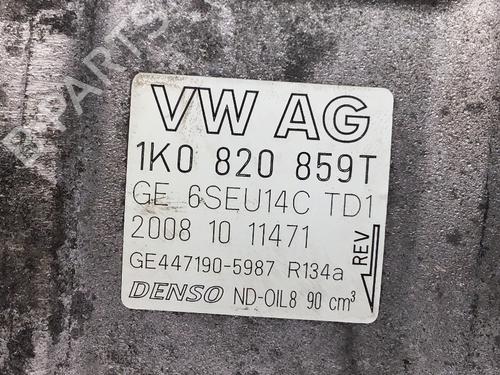 B-PARTS
VW AG
1K0 820 859T
GE 6SEU14C TD1
2008 10 11471
REV
GE447190-5987 R134a
DENSO ND-OIL8 90 cm³